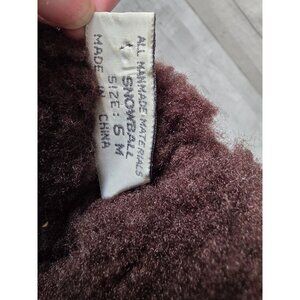 ALL MANMADE MATERIALS
SNOWBALL
SIZE: 6 M
MADE IN CHINA